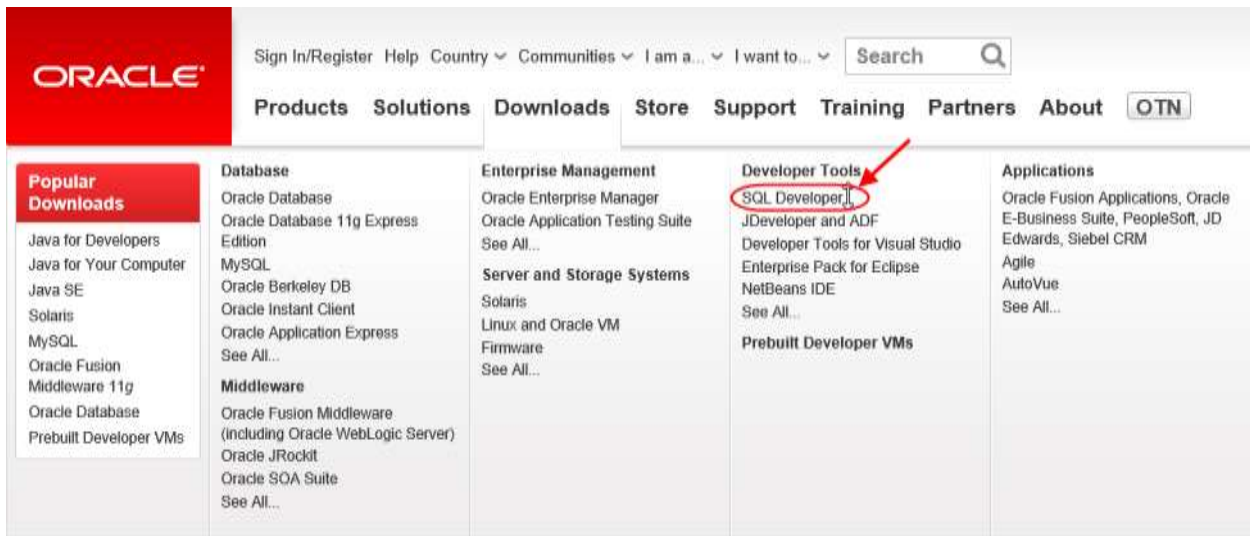 ORACLE
Sign In/Register Help Country Communities I am a... I want to... Search
Products Solutions Downloads Store Support Training Partners About OTN
Popular
Downloads
Java for Developers
Java for Your Computer
Java SE
Solaris
MySQL
Oracle Fusion
Middleware 11g
Oracle Database
Prebuilt Developer VMs
Database
Oracle Database
Oracle Database 11g Express
Edition
MySQL
Oracle Berkeley DB
Oracle Instant Client
Oracle Application Express
See All...
Middleware
Oracle Fusion Middleware
(including Oracle WebLogic Server)
Oracle JRockit
Oracle SOA Suite
See All...
Enterprise Management
Oracle Enterprise Manager
Oracle Application Testing Suite
See All...
Server and Storage Systems
Solaris
Linux and Oracle VM
Firmware
See All...
Developer Tools
SQL Developer
JDeveloper and ADF
Developer Tools for Visual Studio
Enterprise Pack for Eclipse
NetBeans IDE
See All...
Prebuilt Developer VMs
Applications
Oracle Fusion Applications, Oracle
E-Business Suite, PeopleSoft, JD
Edwards, Siebel CRM
Agile
AutoVue
See All...